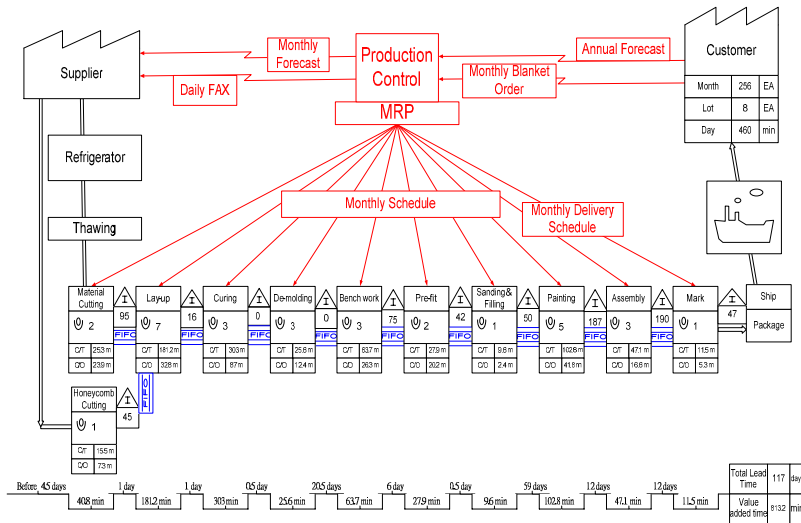 Supplier
Monthly
Forecast
Daily FAX
Production
Control
MRP
Annual Forecast
Monthly Blanket
Order
Customer
Month 256 EA
Lot 8 EA
Day 460 min
Refrigerator
Thawing
Monthly Schedule
Monthly Delivery
Schedule
Material
Cutting
2
C/T 25.3 m
C/O 23.9 m
I
95
FIFO
Lay-up
7
C/T 181.2 m
C/O 32.8 m
I
16
FIFO
Curing
3
C/T 303 m
C/O 87 m
I
0
FIFO
De-molding
3
C/T 25.6 m
C/O 12.4 m
I
0
FIFO
Bench work
3
C/T 63.7 m
C/O 26.3 m
I
75
FIFO
Pre-fit
2
C/T 27.9 m
C/O 20.2 m
I
42
FIFO
Sanding&
Filling
1
C/T 9.6 m
C/O 2.4 m
I
50
FIFO
Painting
5
C/T 102.8 m
C/O 41.8 m
I
187
FIFO
Assembly
3
C/T 47.1 m
C/O 16.6 m
I
190
FIFO
Mark
1
C/T 11.5 m
C/O 5.3 m
I
47
Ship
Package
Honeycomb
Cutting
1
C/T 15.5 m
C/O 7.3 m
I
45
FIFO
Before 4.5 days 1 day 1 day 0.5 day 20.5 days 6 day 0.5 day 59 days 12 days 12 days
40.8 min 181.2 min 303 min 25.6 min 63.7 min 27.9 min 9.6 min 102.8 min 47.1 min 11.5 min
Total Lead
Time
117 day
Value
added time
813.2 min